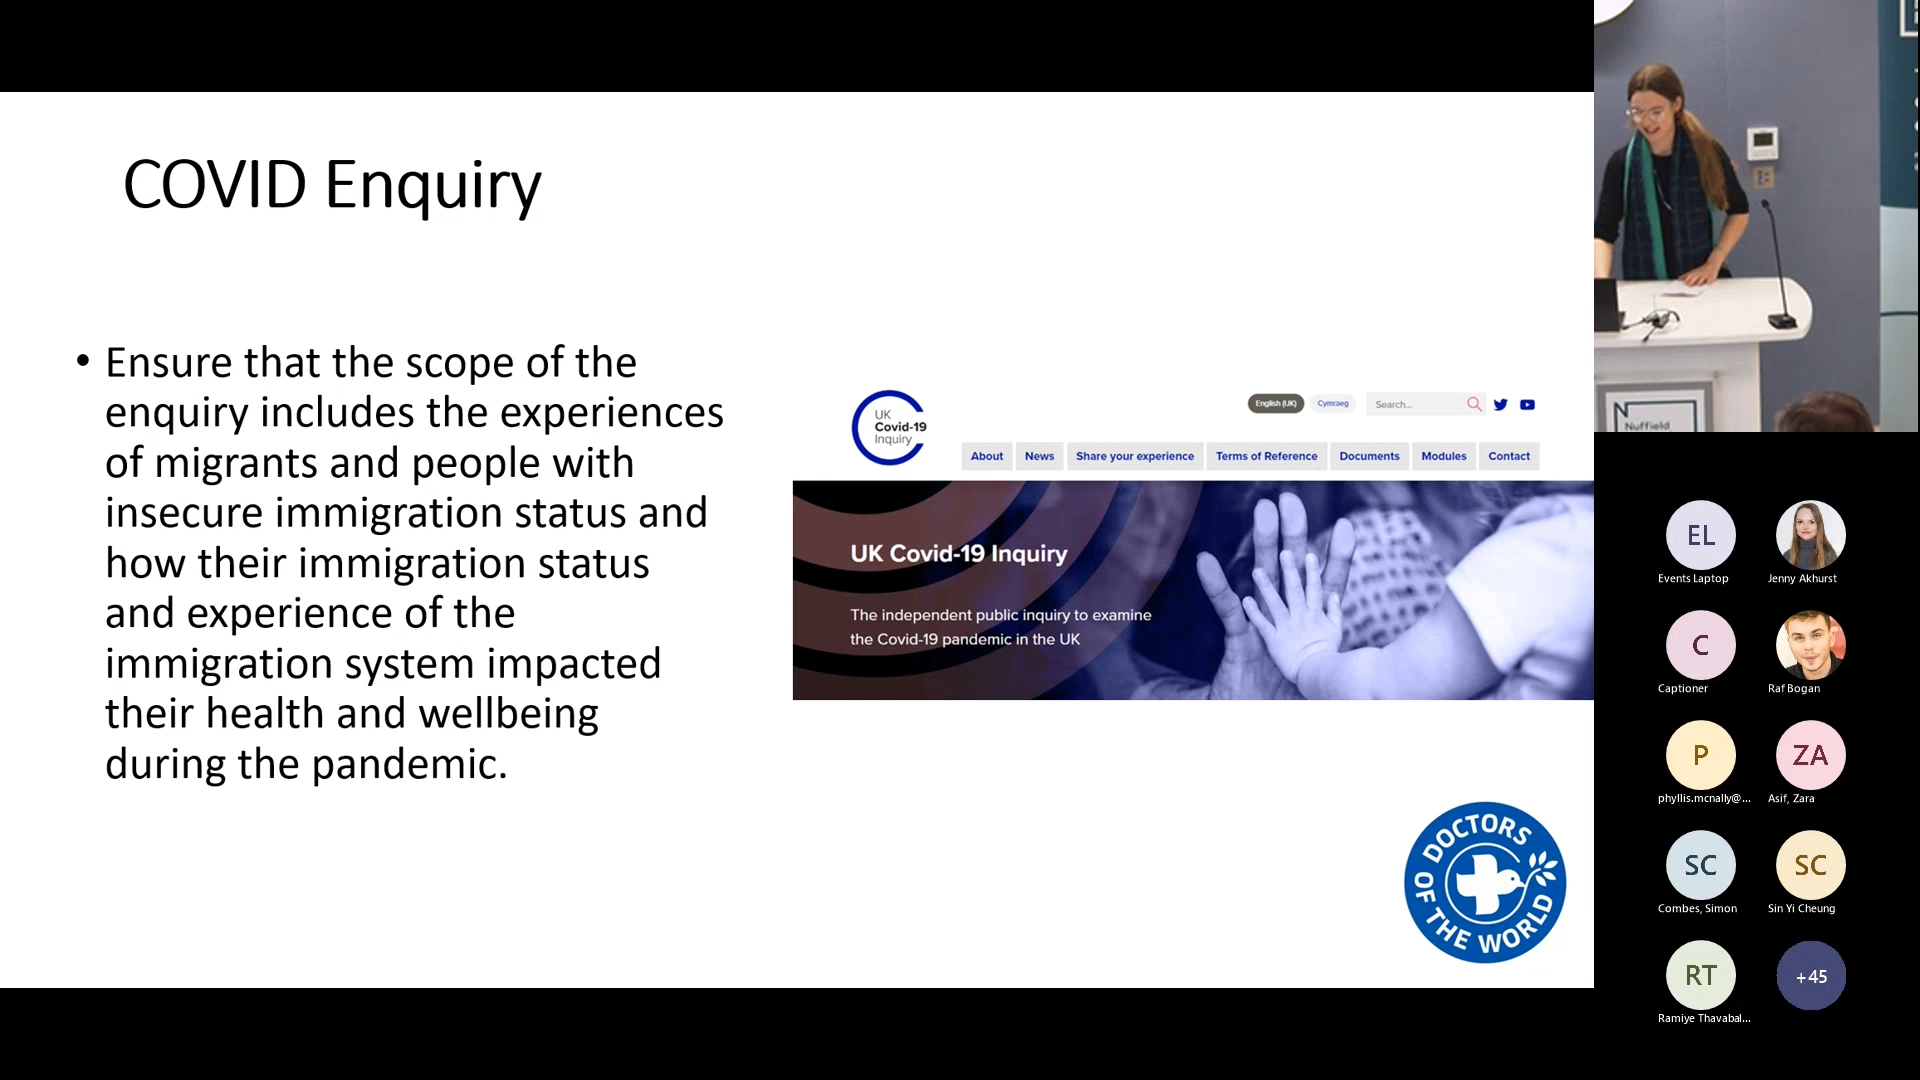 COVID Enquiry
• Ensure that the scope of the
enquiry includes the experiences
of migrants and people with
insecure immigration status and
how their immigration status
and experience of the
immigration system impacted
their health and wellbeing
during the pandemic.
UK
Covid-19
Inquiry
English (UK)
Cymraeg
Search...
About
News
Share your experience
Terms of Reference
Documents
Modules
Contact
UK Covid-19 Inquiry
The independent public inquiry to examine
the Covid-19 pandemic in the UK
DOCTORS
OF THE WORLD
N
Nuffield
EL
Events Laptop
Jenny Akhurst
C
Captioner
Raf Bogan
P
phyllis.mcnally@...
ZA
Asif, Zara
SC
Combes, Simon
SC
Sin Yi Cheung
RT
Ramiye Thavabal...
+45